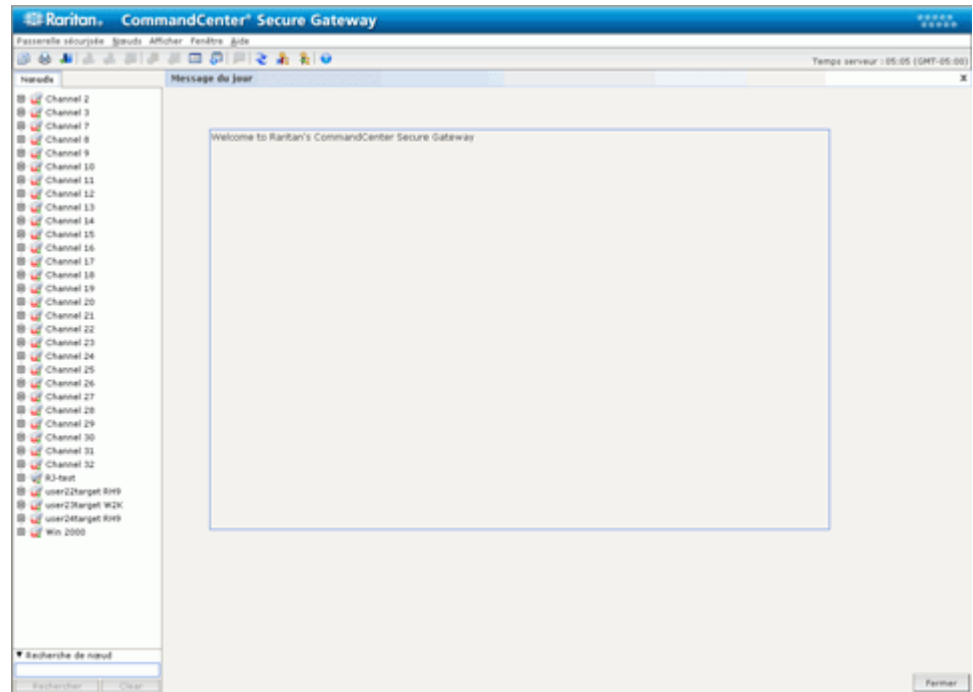 Raritan. CommandCenter® Secure Gateway
Passerelle sécurisée Nœuds Afficher Fenêtre Aide
Temps serveur : 05:05 (GMT-05:00)
Nœuds
Message du jour
x
Channel 2
Channel 3
Channel 7
Channel 8
Channel 9
Channel 10
Channel 11
Channel 12
Channel 13
Channel 14
Channel 15
Channel 16
Channel 17
Channel 18
Channel 19
Channel 20
Channel 21
Channel 22
Channel 23
Channel 24
Channel 25
Channel 26
Channel 27
Channel 28
Channel 29
Channel 30
Channel 31
Channel 32
RJ-test
user22target RH9
user23target W2K
user24target RH9
Win 2000
Welcome to Raritan's CommandCenter Secure Gateway
Recherche de nœud
Rechercher Clear
Fermer